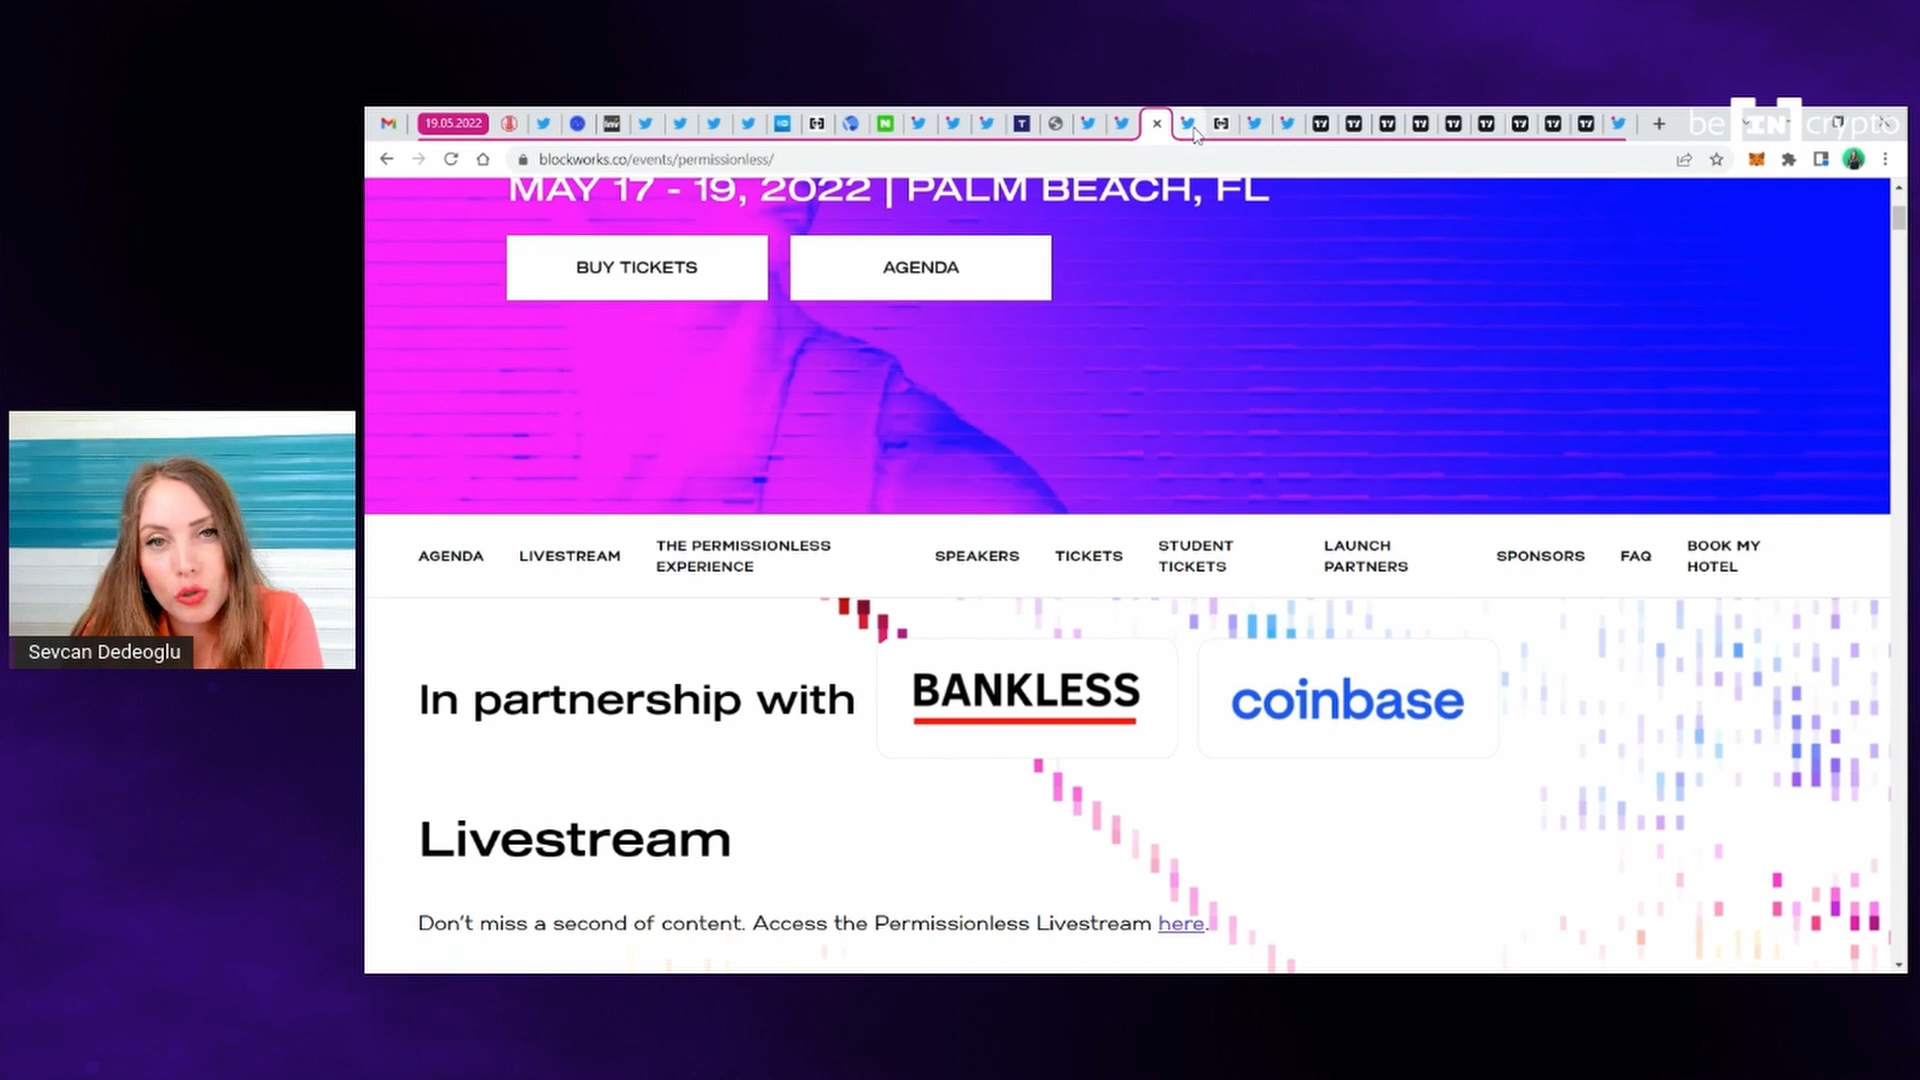 19.05.2022
be IN crypto
blockworks.co/events/permissionless/
MAY 17 - 19, 2022 | PALM BEACH, FL
BUY TICKETS
AGENDA
AGENDA
LIVESTREAM
THE PERMISSIONLESS
EXPERIENCE
SPEAKERS
TICKETS
STUDENT
TICKETS
LAUNCH
PARTNERS
SPONSORS
FAQ
BOOK MY
HOTEL
In partnership with
BANKLESS
coinbase
Sevcan Dedeoglu
Livestream
Don't miss a second of content. Access the Permissionless Livestream here.